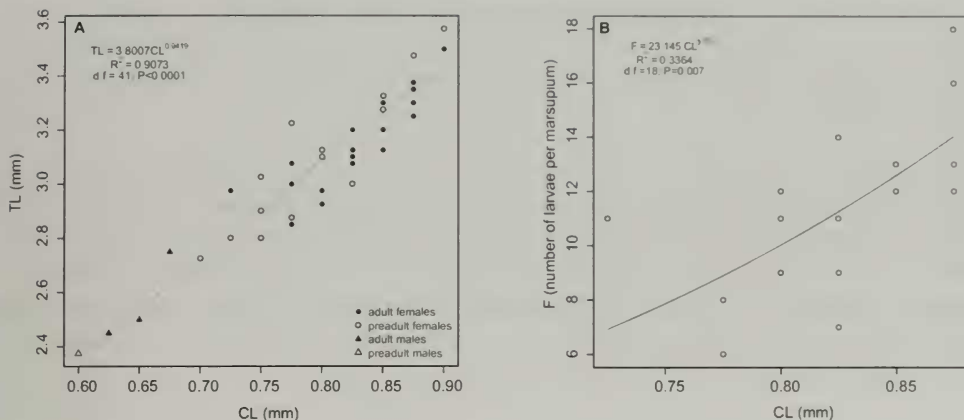 A
TL = 3 8007CL^0 9419
R² = 0 9073
d f = 41, P<0 0001
TL (mm)
3.6
3.4
3.2
3.0
2.8
2.6
2.4
adult females
preadult females
adult males
preadult males
0.60 0.65 0.70 0.75 0.80 0.85 0.90
CL (mm)
B
F = 23 145 CL
R² = 0 3364
d f =18, P=0 007
F (number of larvae per marsupium)
18
16
14
12
10
8
6
0.75 0.80 0.85
CL (mm)